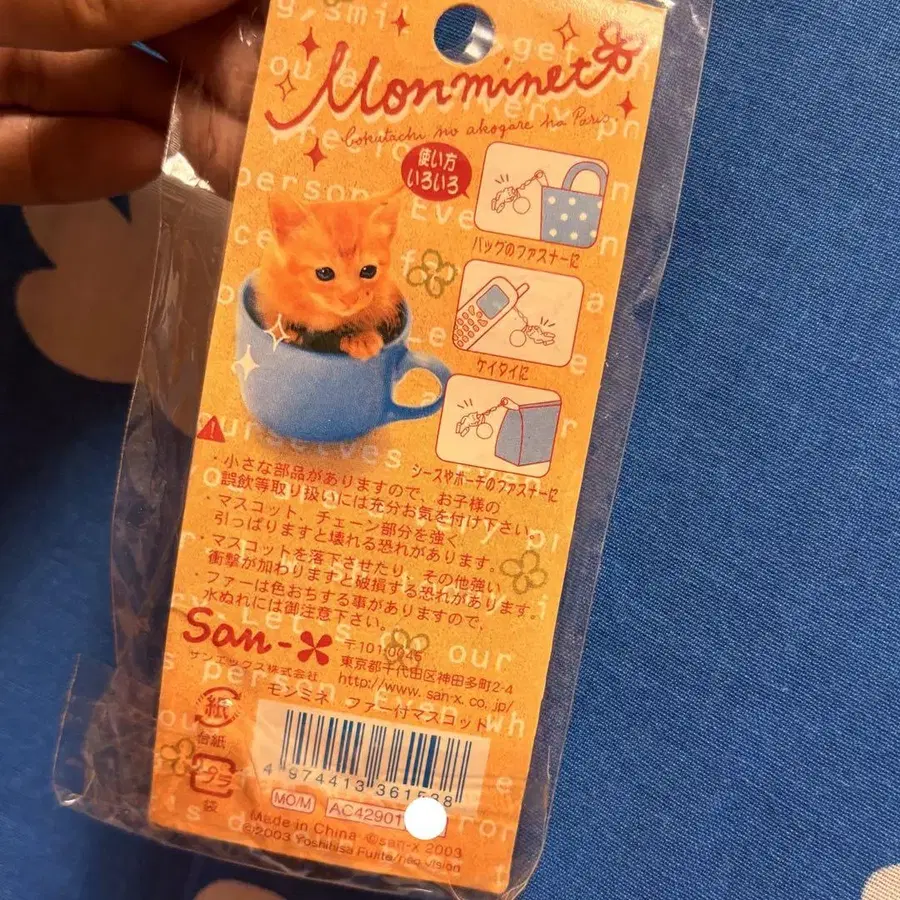 Monminet
bokutachi no akogare ha Paris
使い方
いろいろ
バッグのファスナーに
ケイタイに
シースやポーチのファスナーに
・小さな部品がありますので、お子様の
誤飲等取り扱いには充分お気を付け下さい。
・マスコット、チェーン部分を強く
引っぱりますと壊れる恐れがあります。
・マスコットを落下させたり、その他強い
衝撃が加わりますと破損する恐れがあります。
・ファーは色おちする事がありますので、
水ぬれには御注意下さい。
San-X
サンエックス株式会社
〒101-0046
東京都千代田区神田多町2-4
http://www.san-x.co.jp/
モンミネ ファー付マスコット
紙
台紙
プラ
袋
4 974413 361538
MO/M
AC42901
Made in China ©san-x 2003
©2003 Yoshihisa Fujita/neo vision